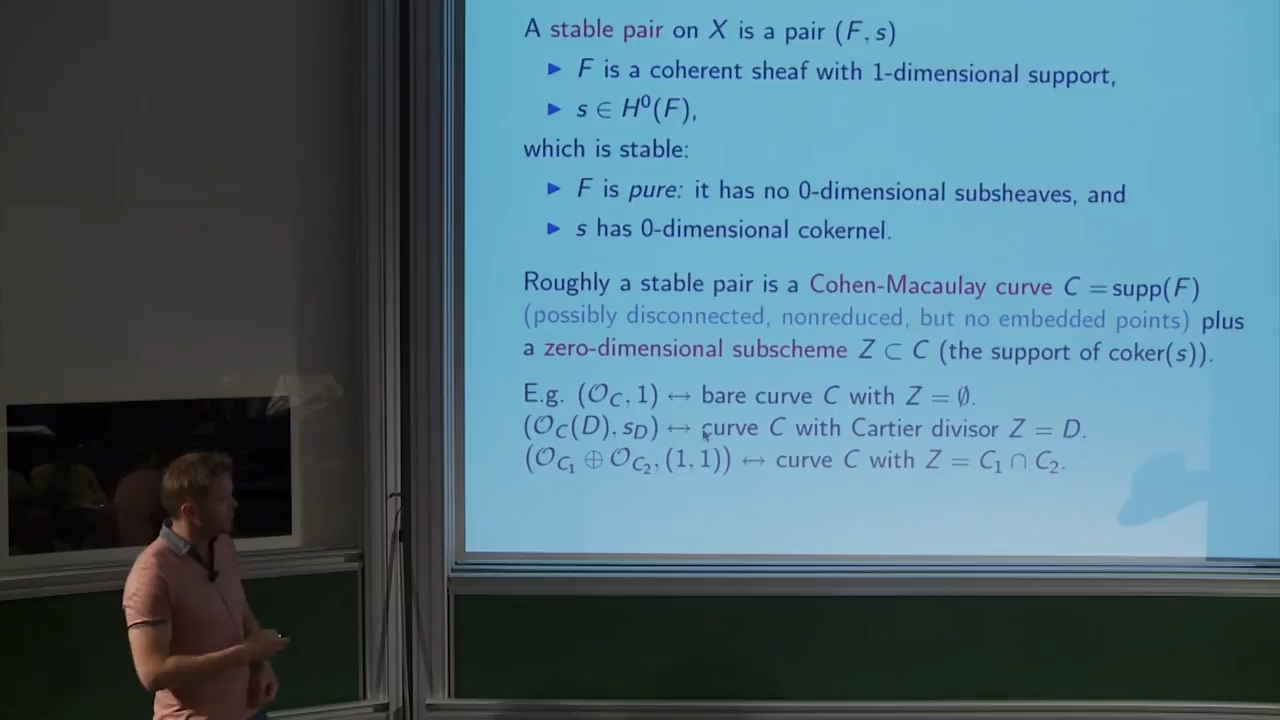 A stable pair on X is a pair (F, s)
▶ F is a coherent sheaf with 1-dimensional support,
▶ s ∈ H⁰(F),
which is stable:
▶ F is pure: it has no 0-dimensional subsheaves, and
▶ s has 0-dimensional cokernel.
Roughly a stable pair is a Cohen-Macaulay curve C = supp(F)
(possibly disconnected, nonreduced, but no embedded points) plus
a zero-dimensional subscheme Z ⊂ C (the support of coker(s)).
E.g. (𝒪_C, 1) ↔ bare curve C with Z = ∅.
(𝒪_C(D), s_D) ↔ curve C with Cartier divisor Z = D.
(𝒪_{C₁} ⊕ 𝒪_{C₂}, (1, 1)) ↔ curve C with Z = C₁ ∩ C₂.